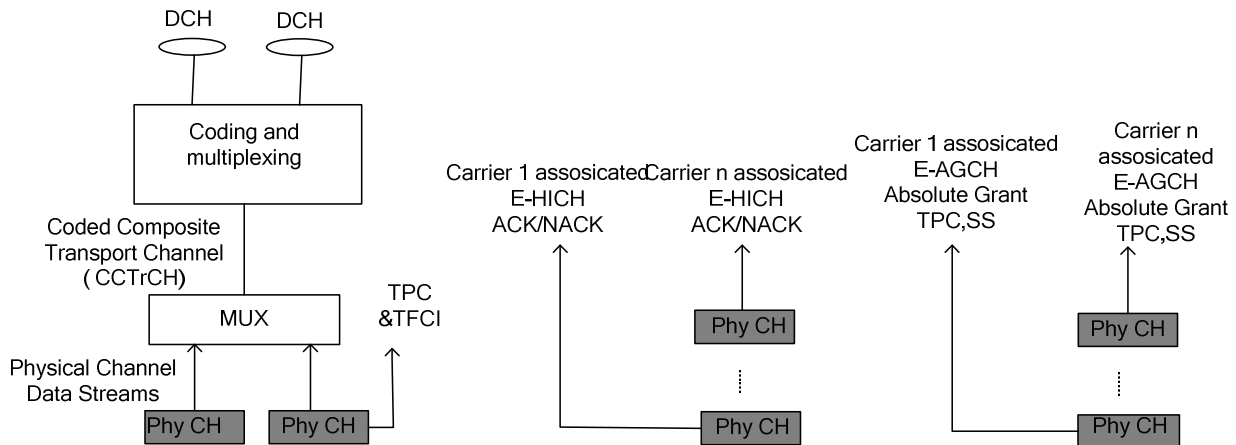 DCH
DCH
Coding and
multiplexing
Coded Composite
Transport Channel
( CCTrCH)
MUX
TPC
&TFCI
Physical Channel
Data Streams
Phy CH
Phy CH
Carrier 1 assosicated
E-HICH
ACK/NACK
Carrier n assosicated
E-HICH
ACK/NACK
Phy CH
Phy CH
Carrier 1 assosicated
E-AGCH
Absolute Grant
TPC,SS
Carrier n
assosicated
E-AGCH
Absolute Grant
TPC,SS
Phy CH
Phy CH